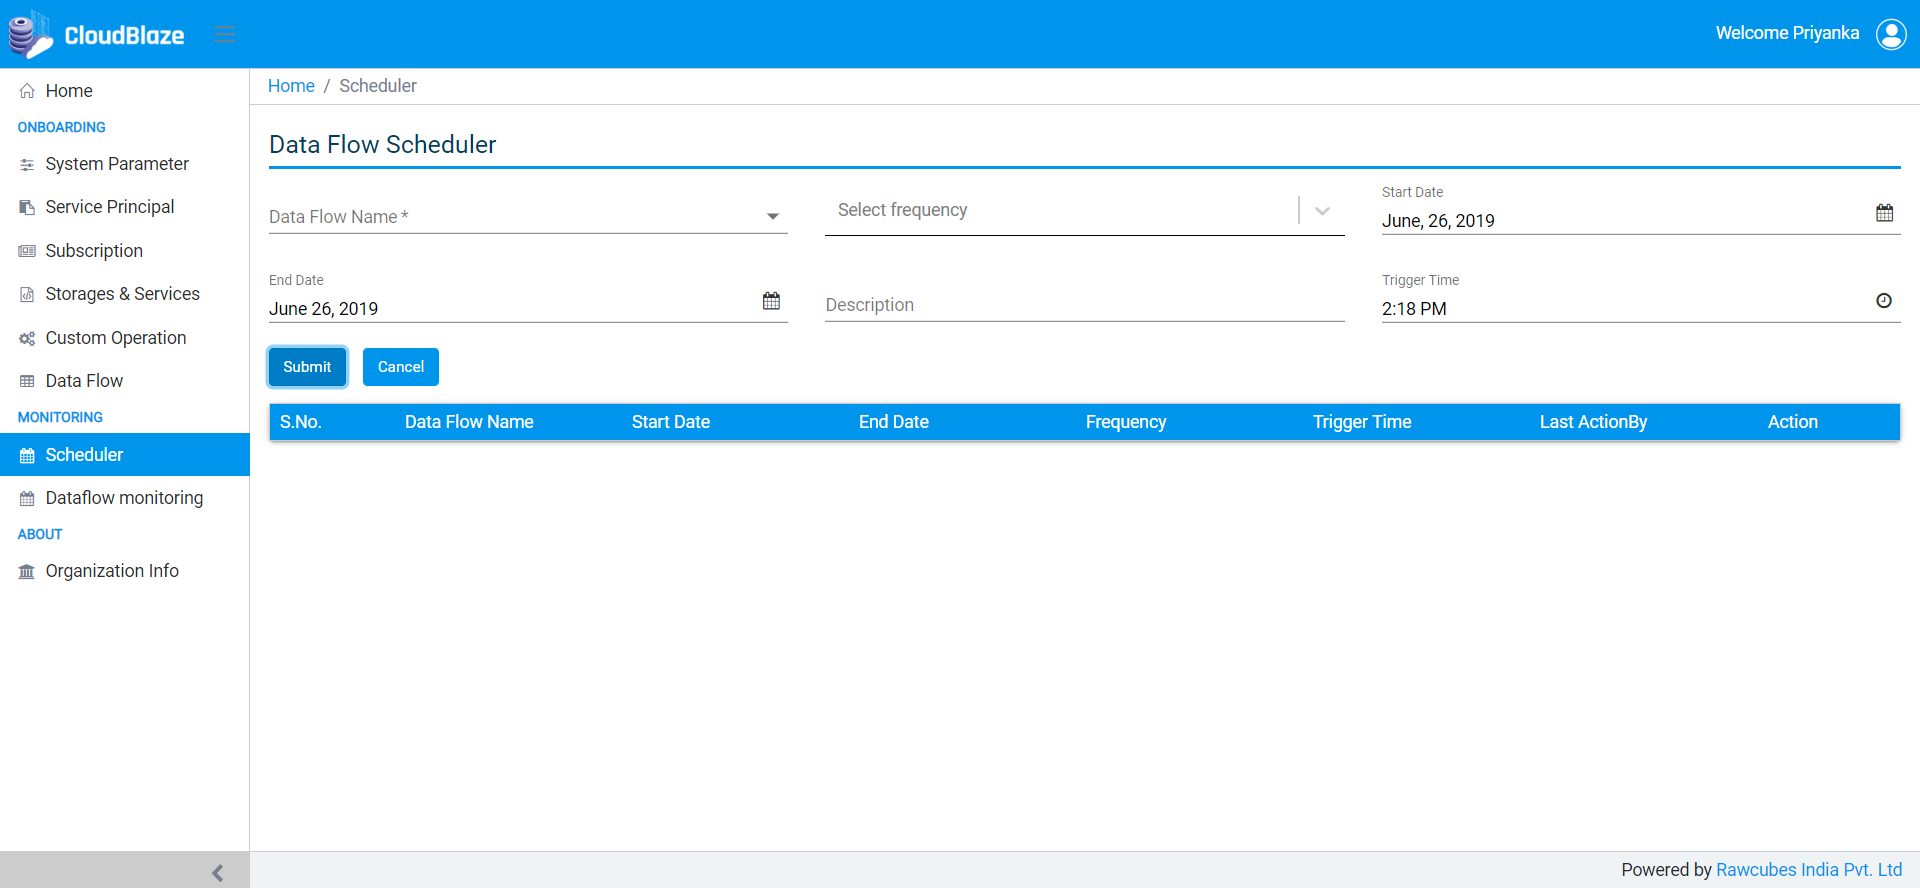 CloudBlaze
Welcome Priyanka
Home
ONBOARDING
System Parameter
Service Principal
Subscription
Storages & Services
Custom Operation
Data Flow
MONITORING
Scheduler
Dataflow monitoring
ABOUT
Organization Info
Home / Scheduler
Data Flow Scheduler
Data Flow Name *
Select frequency
Start Date
June, 26, 2019
End Date
June 26, 2019
Description
Trigger Time
2:18 PM
Submit Cancel
S.No. Data Flow Name Start Date End Date Frequency Trigger Time Last ActionBy Action
Powered by Rawcubes India Pvt. Ltd